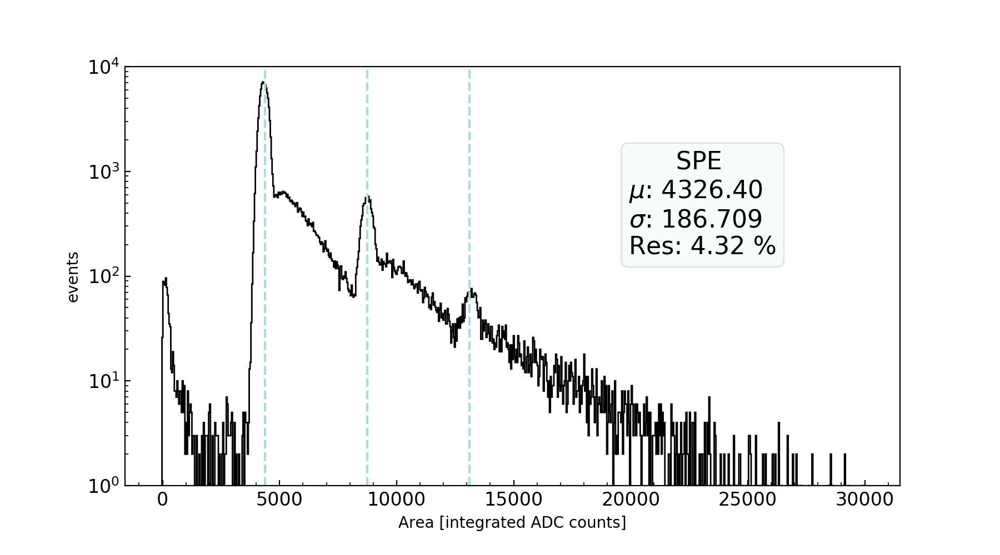 10⁴
10³
10²
10¹
10⁰
events
0 5000 10000 15000 20000 25000 30000
Area [integrated ADC counts]
SPE
μ: 4326.40
σ: 186.709
Res: 4.32 %